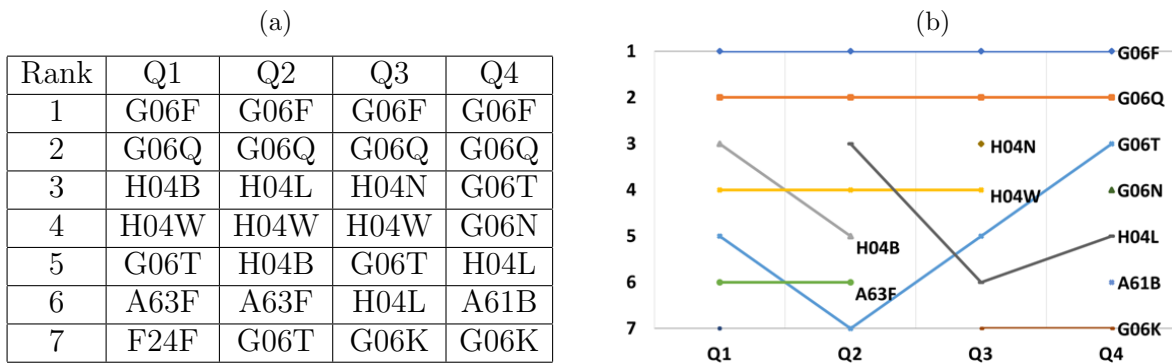 (a)
Rank Q1 Q2 Q3 Q4
1 G06F G06F G06F G06F
2 G06Q G06Q G06Q G06Q
3 H04B H04L H04N G06T
4 H04W H04W H04W G06N
5 G06T H04B G06T H04L
6 A63F A63F H04L A61B
7 F24F G06T G06K G06K
(b)
1 G06F
2 G06Q
3 H04N G06T
4 H04W G06N
5 H04B H04L
6 A63F A61B
7 G06K
Q1 Q2 Q3 Q4